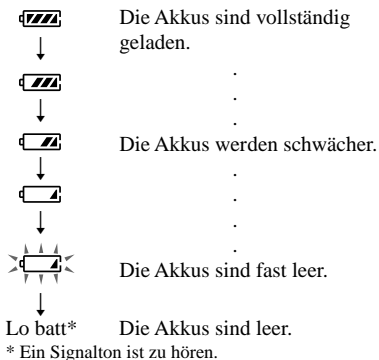 Die Akkus sind vollständig
geladen.
.
.
.
Die Akkus werden schwächer.
.
.
.
.
.
Die Akkus sind fast leer.
Lo batt* Die Akkus sind leer.
* Ein Signalton ist zu hören.